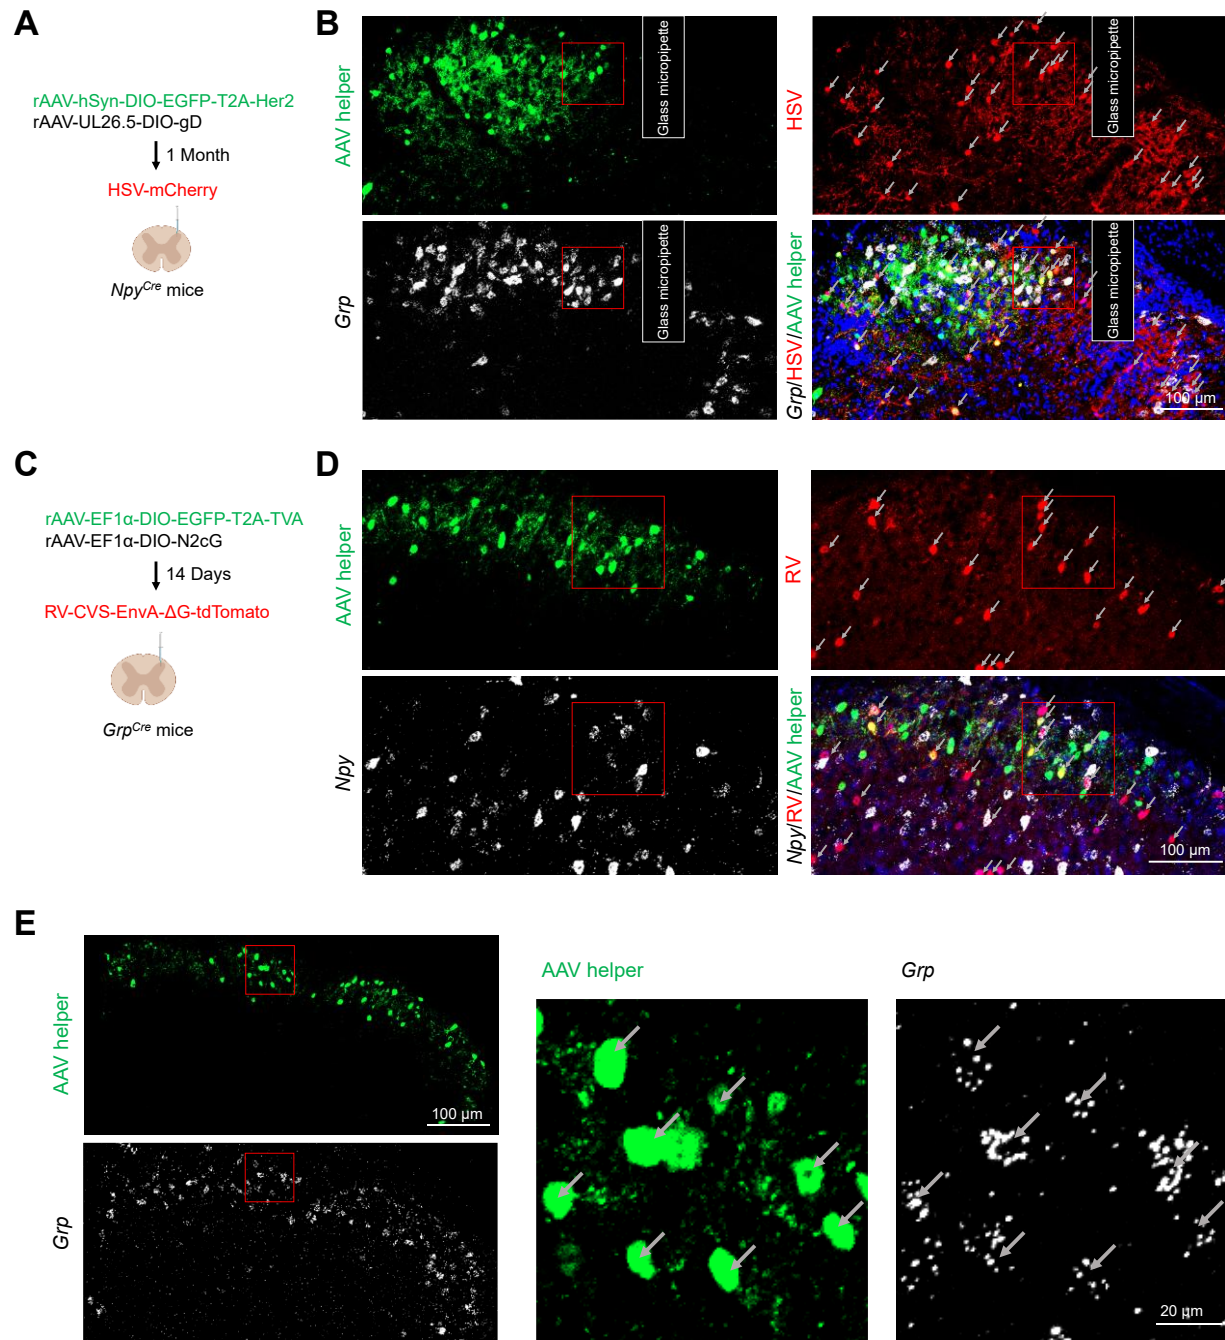 A
rAAV-hSyn-DIO-EGFP-T2A-Her2
rAAV-UL26.5-DIO-gD
1 Month
HSV-mCherry
NpyCre mice
B
AAV helper
Glass micropipette
HSV
Glass micropipette
Grp
Glass micropipette
Grp/HSV/AAV helper
Glass micropipette
100 µm
C
rAAV-EF1α-DIO-EGFP-T2A-TVA
rAAV-EF1α-DIO-N2cG
14 Days
RV-CVS-EnvA-ΔG-tdTomato
GrpCre mice
D
AAV helper
RV
Npy
Npy/RV/AAV helper
100 µm
E
AAV helper
100 µm
Grp
AAV helper
Grp
20 µm